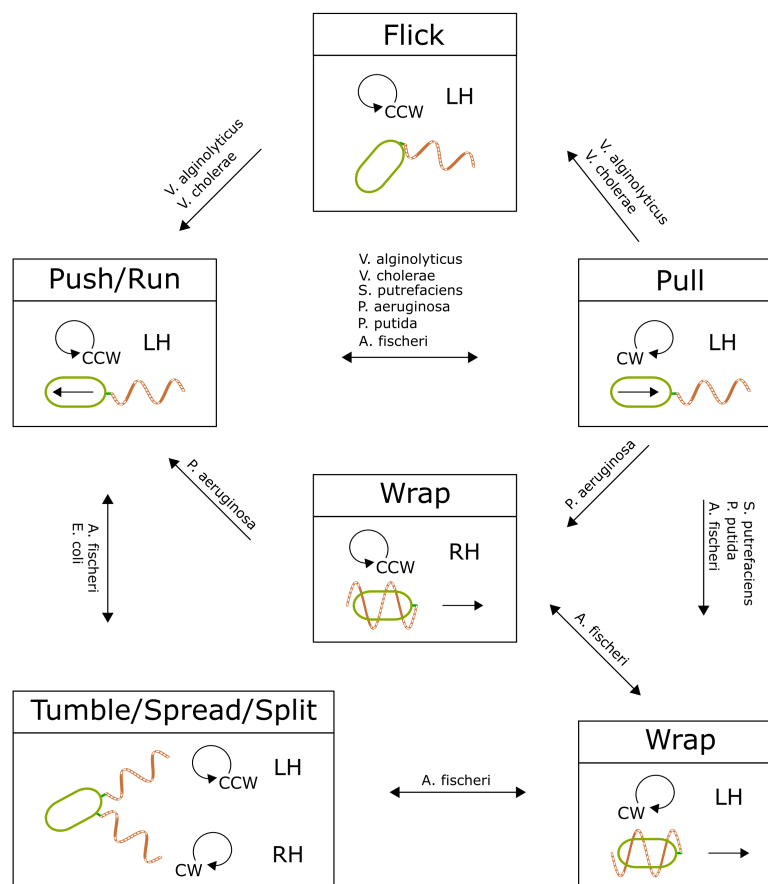 Flick
CCW
LH
V. alginolyticus
V. cholerae
V. alginolyticus
V. cholerae
Push/Run
CCW
LH
V. alginolyticus
V. cholerae
S. putrefaciens
P. aeruginosa
P. putida
A. fischeri
Pull
CW
LH
P. aeruginosa
Wrap
CCW
RH
P. aeruginosa
A. fischeri
E. coli
S. putrefaciens
P. putida
A. fischeri
A. fischeri
Tumble/Spread/Split
CCW
LH
CW
RH
A. fischeri
Wrap
CW
LH